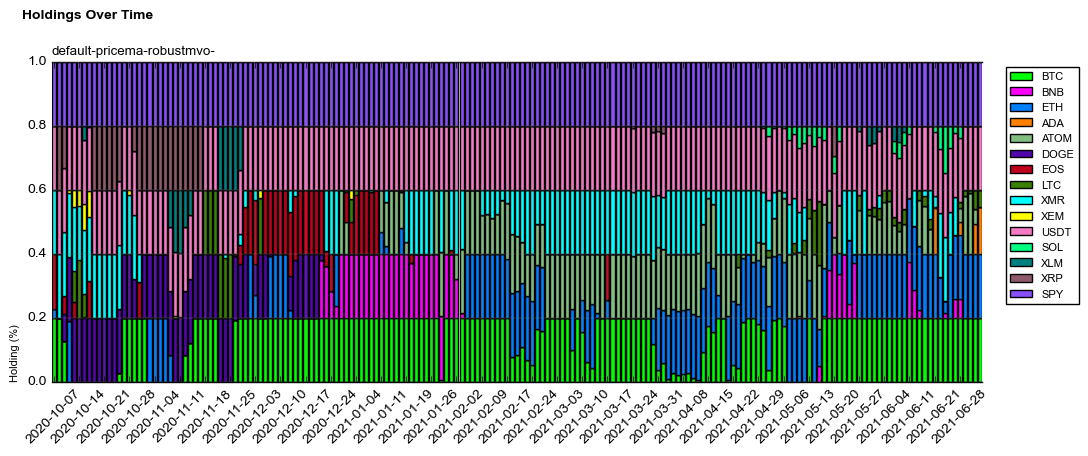 Holdings Over Time
default-pricema-robustmvo-
Holding (%)
1.0
0.8
0.6
0.4
0.2
0.0
2020-10-07
2020-10-14
2020-10-21
2020-10-28
2020-11-04
2020-11-11
2020-11-18
2020-11-25
2020-12-03
2020-12-10
2020-12-17
2020-12-24
2021-01-04
2021-01-11
2021-01-19
2021-01-26
2021-02-02
2021-02-09
2021-02-17
2021-02-24
2021-03-03
2021-03-10
2021-03-17
2021-03-24
2021-03-31
2021-04-08
2021-04-15
2021-04-22
2021-04-29
2021-05-06
2021-05-13
2021-05-20
2021-05-27
2021-06-04
2021-06-11
2021-06-21
2021-06-28
BTC
BNB
ETH
ADA
ATOM
DOGE
EOS
LTC
XMR
XEM
USDT
SOL
XLM
XRP
SPY